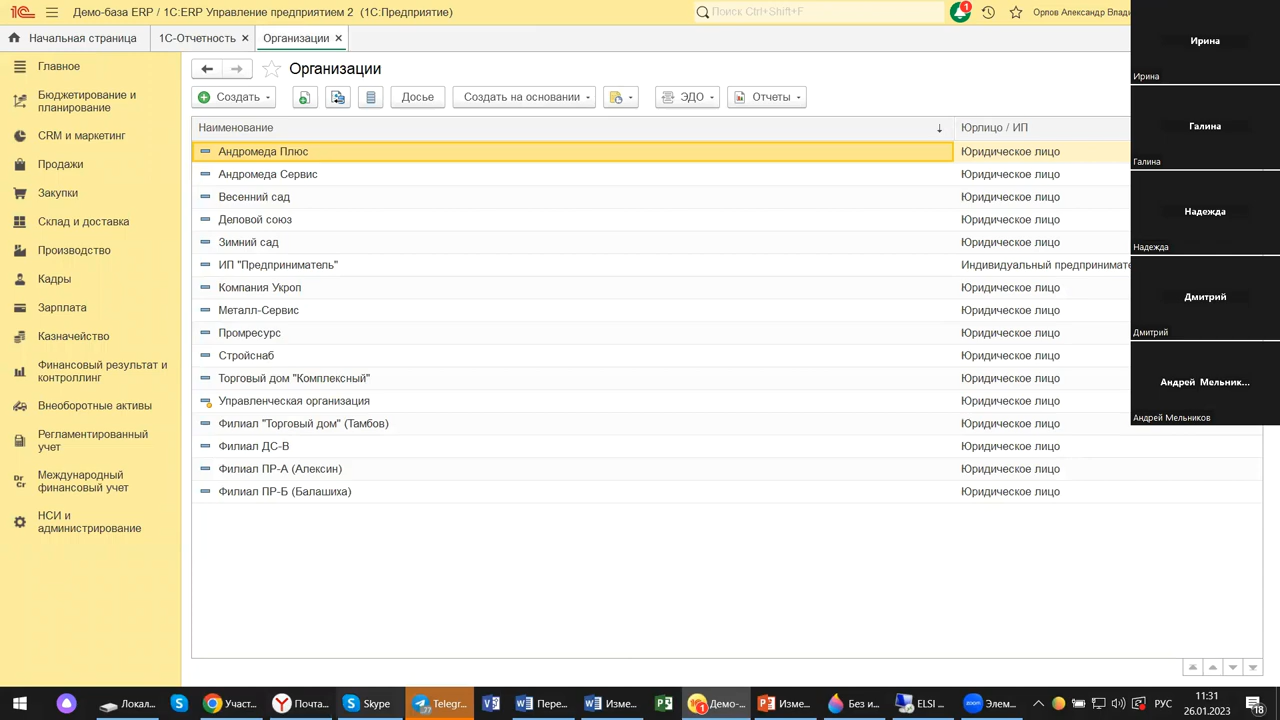 Демо-база ERP / 1С:ERP Управление предприятием 2 (1С:Предприятие)
Поиск Ctrl+Shift+F
1
Орлов Александр Влади
Начальная страница
1С-Отчетность ×
Организации ×
Главное
Бюджетирование и
планирование
CRM и маркетинг
Продажи
Закупки
Склад и доставка
Производство
Кадры
Зарплата
Казначейство
Финансовый результат и
контроллинг
Внеоборотные активы
Регламентированный
учет
Международный
финансовый учет
НСИ и
администрирование
Организации
Создать
Досье
Создать на основании
ЭДО
Отчеты
Наименование ↓ Юрлицо / ИП
Андромеда Плюс Юридическое лицо
Андромеда Сервис Юридическое лицо
Весенний сад Юридическое лицо
Деловой союз Юридическое лицо
Зимний сад Юридическое лицо
ИП "Предприниматель" Индивидуальный предпринимате
Компания Укроп Юридическое лицо
Металл-Сервис Юридическое лицо
Промресурс Юридическое лицо
Стройснаб Юридическое лицо
Торговый дом "Комплексный" Юридическое лицо
Управленческая организация Юридическое лицо
Филиал "Торговый дом" (Тамбов) Юридическое лицо
Филиал ДС-В Юридическое лицо
Филиал ПР-А (Алексин) Юридическое лицо
Филиал ПР-Б (Балашиха) Юридическое лицо
Ирина
Ирина
Галина
Галина
Надежда
Надежда
Дмитрий
Дмитрий
Андрей Мельник...
Андрей Мельников
Локал...
Участ...
Почта...
Skype
Telegr...
77
Пере...
Изме...
Демо-...
1
Изме...
Без и...
ELSI ...
Элем...
РУС
11:31
26.01.2023
18